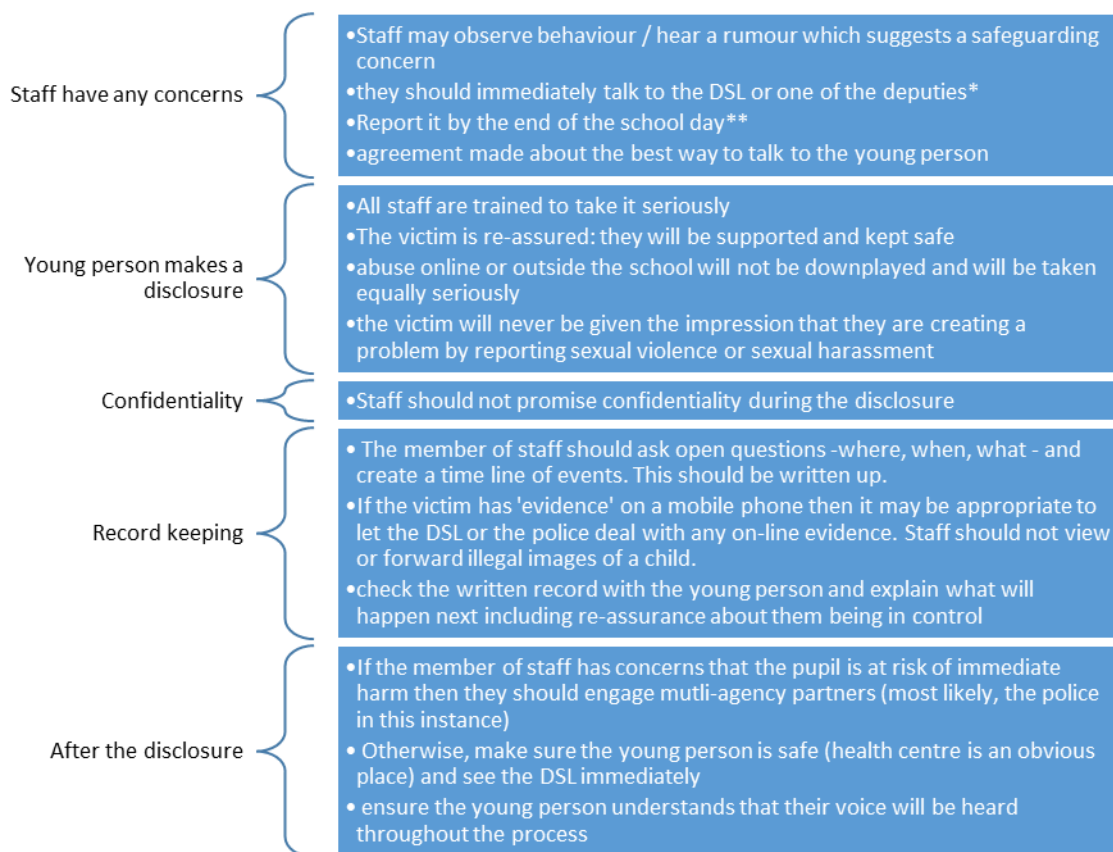 Staff have any concerns
•Staff may observe behaviour / hear a rumour which suggests a safeguarding
concern
•they should immediately talk to the DSL or one of the deputies*
•Report it by the end of the school day**
•agreement made about the best way to talk to the young person
Young person makes a
disclosure
•All staff are trained to take it seriously
•The victim is re-assured: they will be supported and kept safe
•abuse online or outside the school will not be downplayed and will be taken
equally seriously
•the victim will never be given the impression that they are creating a
problem by reporting sexual violence or sexual harassment
Confidentiality
•Staff should not promise confidentiality during the disclosure
Record keeping
• The member of staff should ask open questions -where, when, what - and
create a time line of events. This should be written up.
•If the victim has 'evidence' on a mobile phone then it may be appropriate to
let the DSL or the police deal with any on-line evidence. Staff should not view
or forward illegal images of a child.
•check the written record with the young person and explain what will
happen next including re-assurance about them being in control
After the disclosure
•If the member of staff has concerns that the pupil is at risk of immediate
harm then they should engage mutli-agency partners (most likely, the police
in this instance)
• Otherwise, make sure the young person is safe (health centre is an obvious
place) and see the DSL immediately
• ensure the young person understands that their voice will be heard
throughout the process